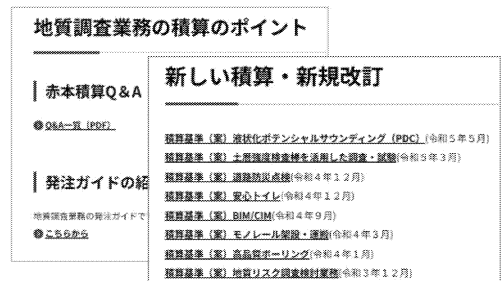 地質調査業務の積算のポイント
赤本積算Q&A
Q&A一覧（PDF）
発注ガイドの紹
地質調査業務の発注ガイドで
こちらから
新しい積算・新規改訂
積算基準（案）液状化ポテンシャルサウンディング（PDC）(令和５年５月)
積算基準（案）土層強度検査棒を活用した調査・試験(令和５年３月)
積算基準（案）道路防災点検(令和４年１２月)
積算基準（案）安心トイレ(令和４年１２月)
積算基準（案）BIM/CIM(令和４年９月)
積算基準（案）モノレール架設・運搬(令和４年３月)
積算基準（案）高品質ボーリング(令和４年１月)
積算基準（案）地質リスク調査検討業務(令和３年１２月)